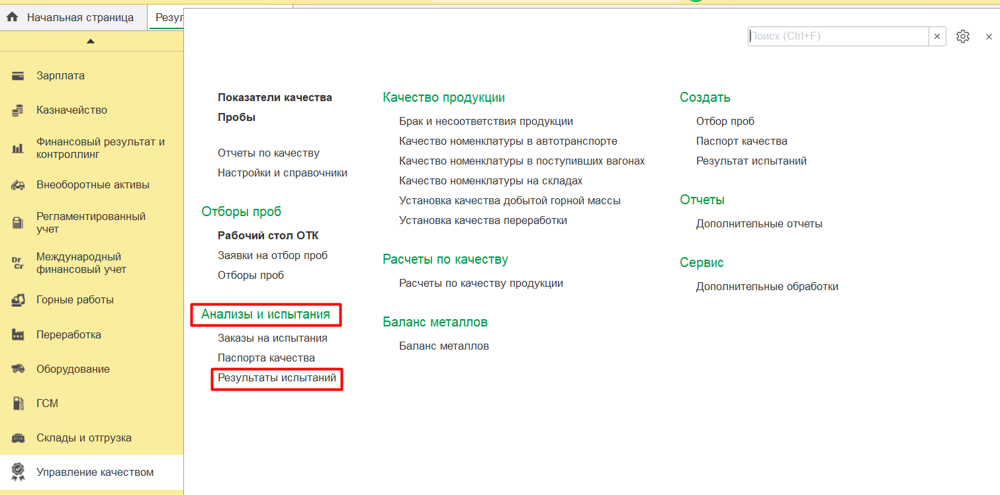 Начальная страница
Резул
Поиск (Ctrl+F)
Зарплата
Казначейство
Финансовый результат и
контроллинг
Внеоборотные активы
Регламентированный
учет
Dr
Cr
Международный
финансовый учет
Горные работы
Переработка
Оборудование
ГСМ
Склады и отгрузка
Управление качеством
Показатели качества
Пробы
Отчеты по качеству
Настройки и справочники
Отборы проб
Рабочий стол ОТК
Заявки на отбор проб
Отборы проб
Анализы и испытания
Заказы на испытания
Паспорта качества
Результаты испытаний
Качество продукции
Брак и несоответствия продукции
Качество номенклатуры в автотранспорте
Качество номенклатуры в поступивших вагонах
Качество номенклатуры на складах
Установка качества добытой горной массы
Установка качества переработки
Расчеты по качеству
Расчеты по качеству продукции
Баланс металлов
Баланс металлов
Создать
Отбор проб
Паспорт качества
Результат испытаний
Отчеты
Дополнительные отчеты
Сервис
Дополнительные обработки